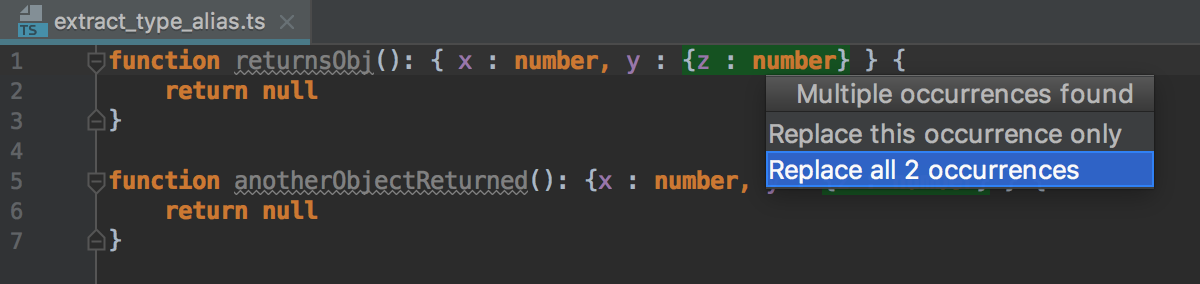 TS extract_type_alias.ts ×
1 function returnsObj(): { x : number, y : {z : number} } {
2 return null
3 }
4
5 function anotherObjectReturned(): {x : number,
6 return null
7 }
Multiple occurrences found
Replace this occurrence only
Replace all 2 occurrences